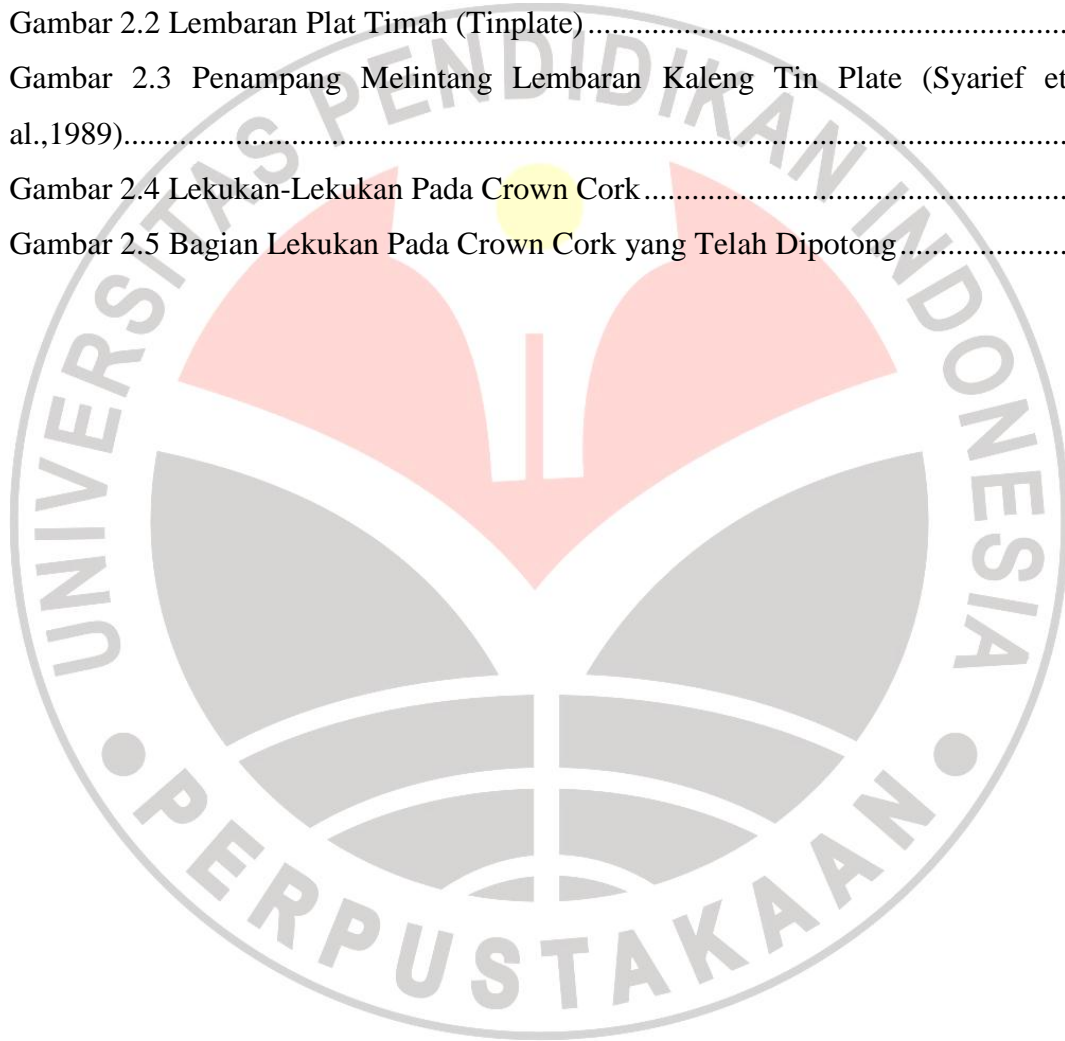 Gambar 2.2 Lembaran Plat Timah (Tinplate)........................................................
Gambar 2.3 Penampang Melintang Lembaran Kaleng Tin Plate (Syarief et
al.,1989)........................................................................................................................
Gambar 2.4 Lekukan-Lekukan Pada Crown Cork....................................................
Gambar 2.5 Bagian Lekukan Pada Crown Cork yang Telah Dipotong....................
UNIVERSITAS PENDIDIKAN INDONESIA
PERPUSTAKAAN